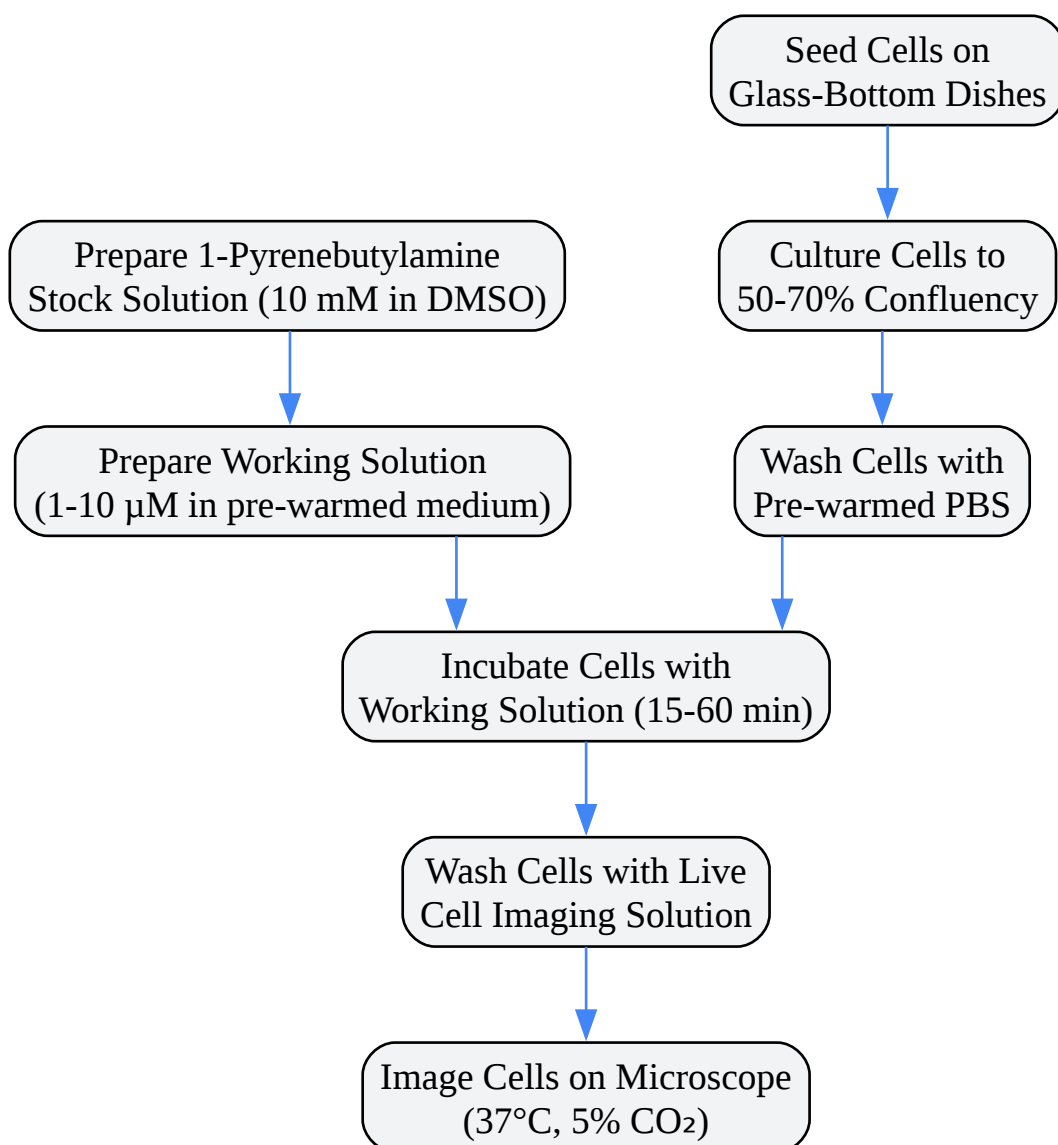 Seed Cells on
Glass-Bottom Dishes
Prepare 1-Pyrenebutylamine
Stock Solution (10 mM in DMSO)
Culture Cells to
50-70% Confluency
Prepare Working Solution
(1-10 µM in pre-warmed medium)
Wash Cells with
Pre-warmed PBS
Incubate Cells with
Working Solution (15-60 min)
Wash Cells with Live
Cell Imaging Solution
Image Cells on Microscope
(37°C, 5% CO₂)